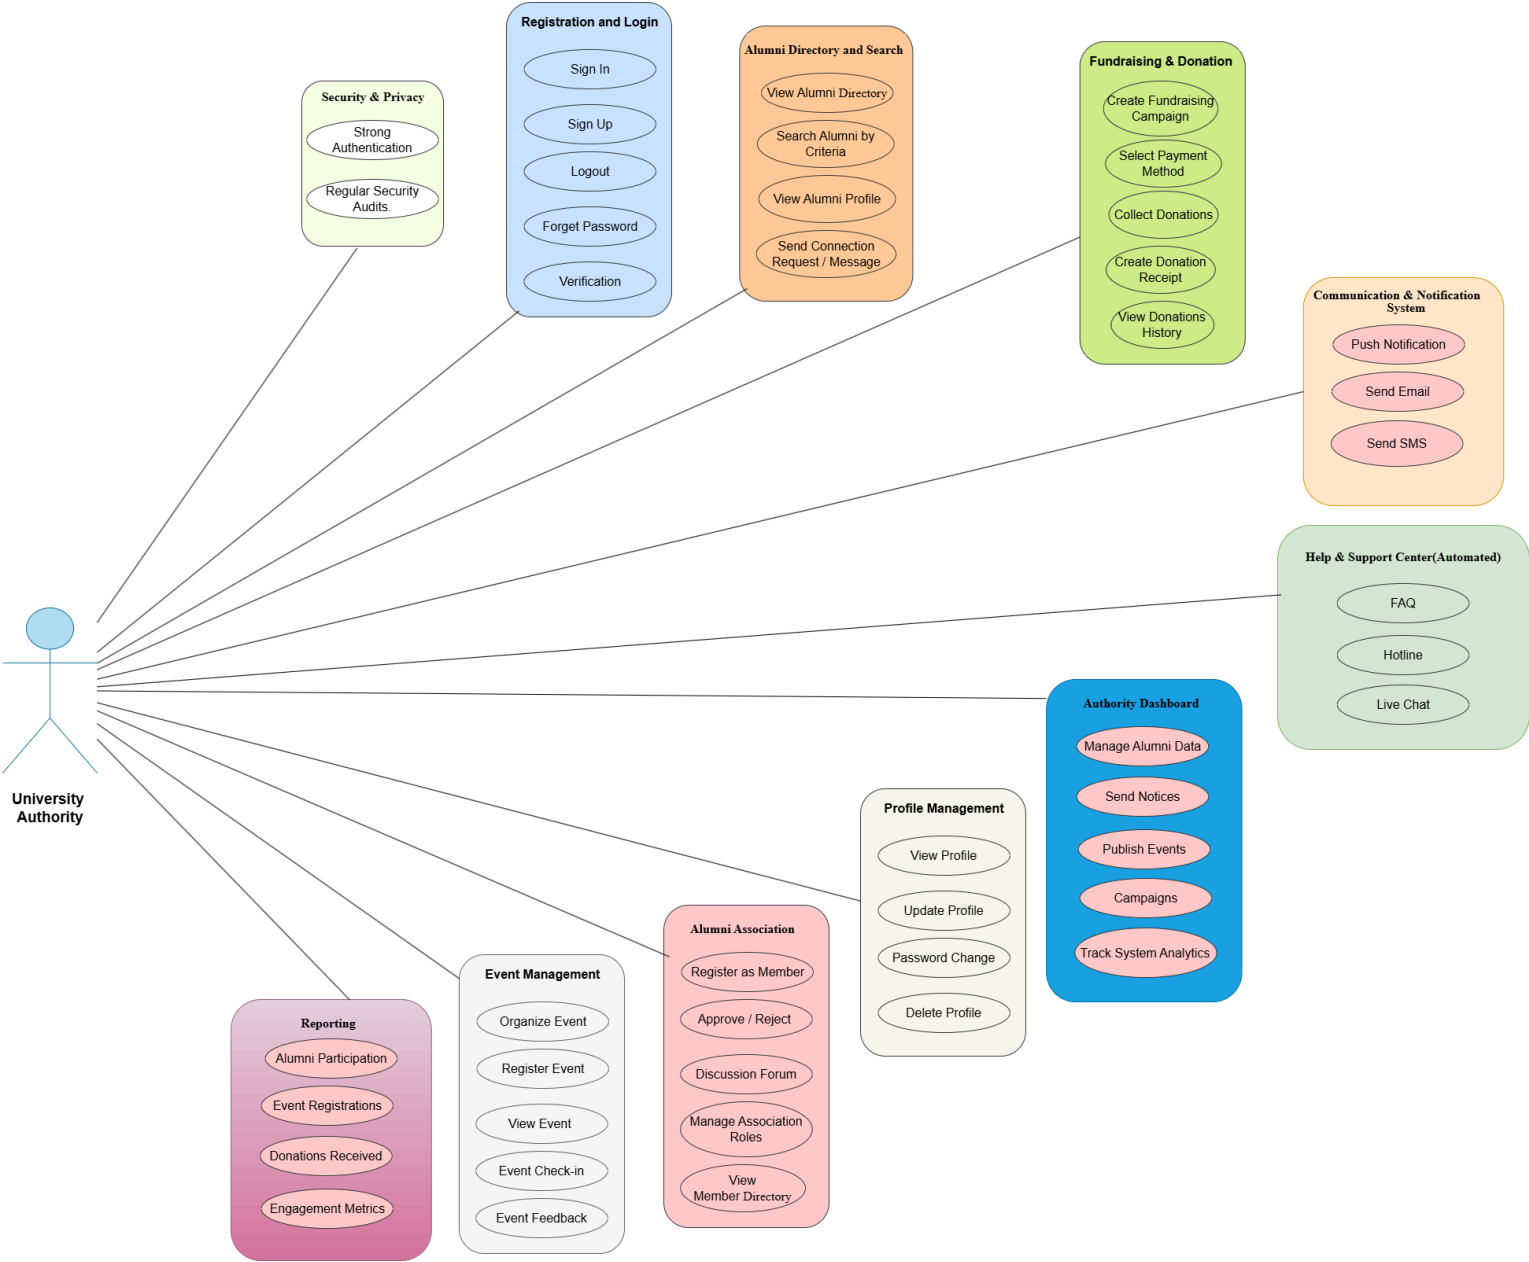 Registration and Login
Sign In
Sign Up
Logout
Forget Password
Verification
Alumni Directory and Search
View Alumni Directory
Search Alumni by
Criteria
View Alumni Profile
Send Connection
Request / Message
Fundraising & Donation
Create Fundraising
Campaign
Select Payment
Method
Collect Donations
Create Donation
Receipt
View Donations
History
Security & Privacy
Strong
Authentication
Regular Security
Audits.
Communication & Notification
System
Push Notification
Send Email
Send SMS
Help & Support Center(Automated)
FAQ
Hotline
Live Chat
University
Authority
Authority Dashboard
Manage Alumni Data
Send Notices
Publish Events
Campaigns
Track System Analytics
Profile Management
View Profile
Update Profile
Password Change
Delete Profile
Alumni Association
Register as Member
Approve / Reject
Discussion Forum
Manage Association
Roles
View
Member Directory
Event Management
Organize Event
Register Event
View Event
Event Check-in
Event Feedback
Reporting
Alumni Participation
Event Registrations
Donations Received
Engagement Metrics